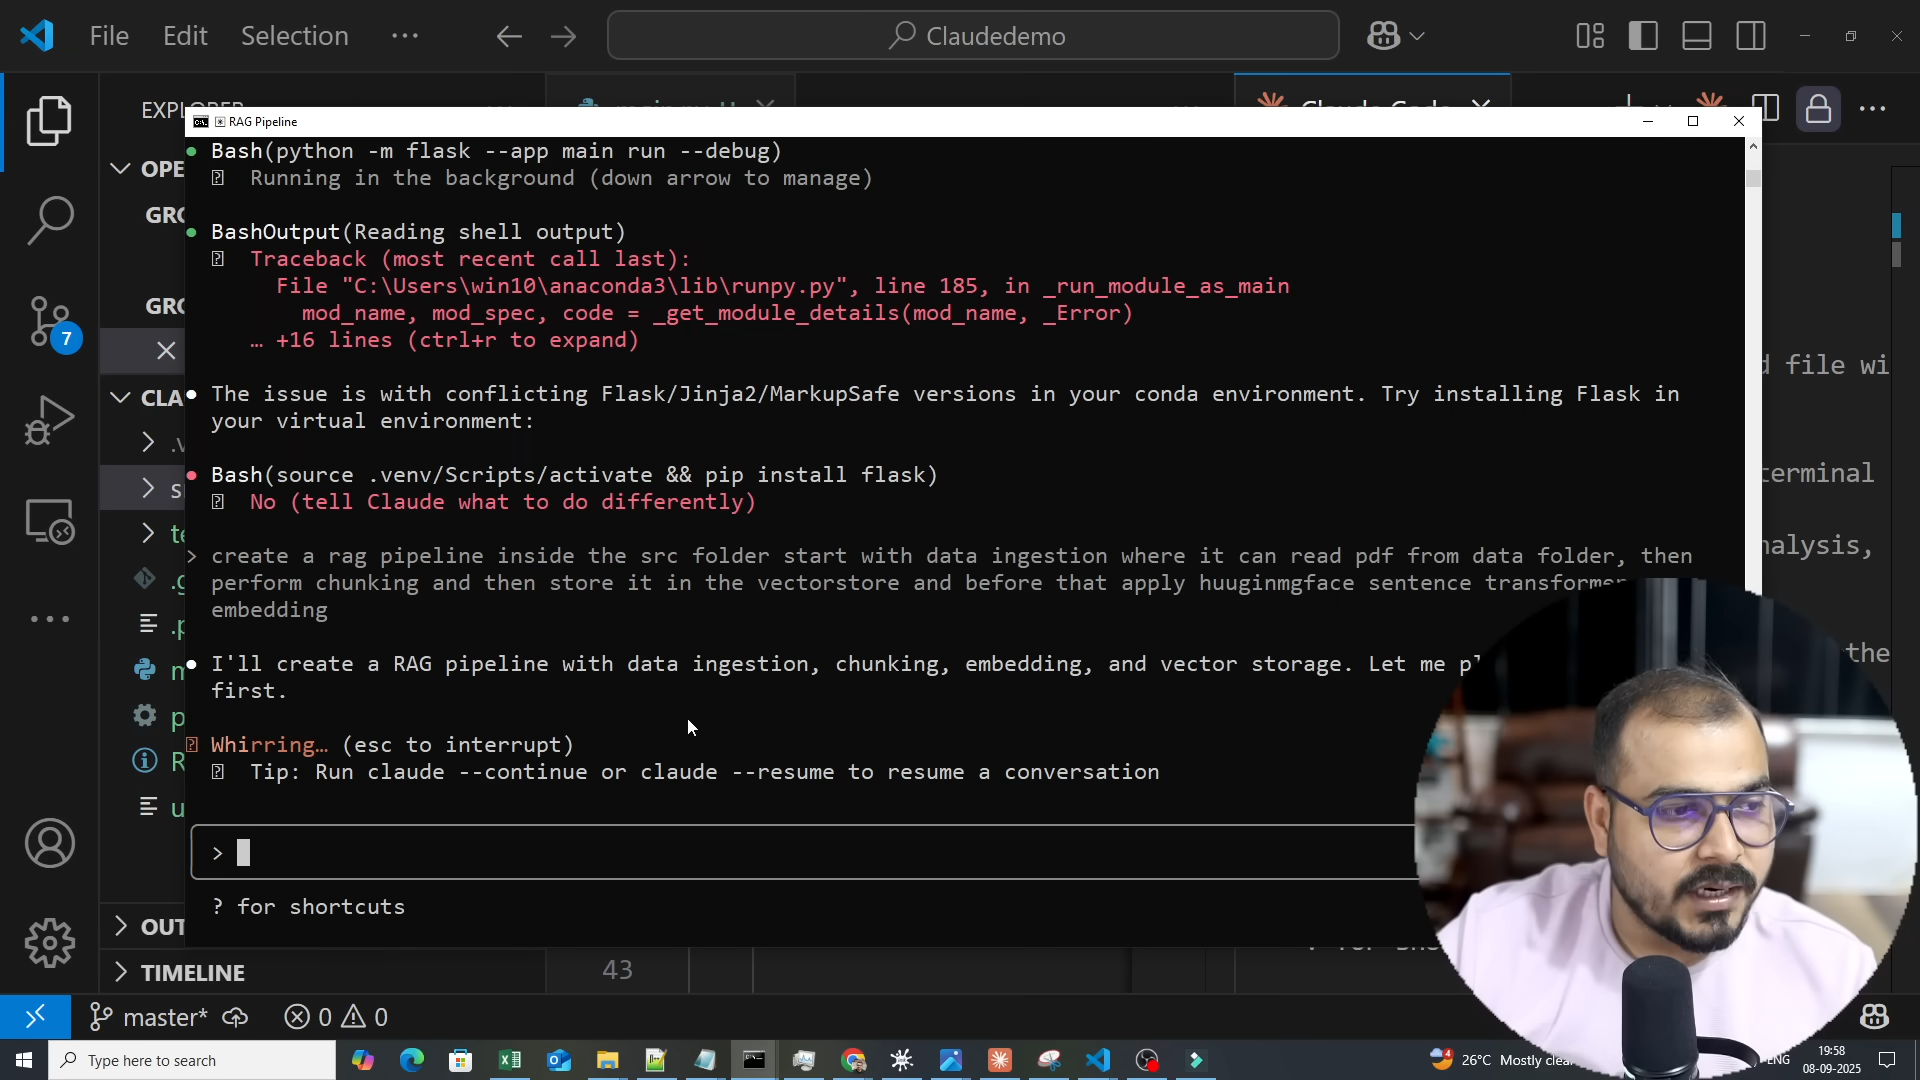 File Edit Selection ··· Claudedemo
EXPLORER
RAG Pipeline
Bash(python -m flask --app main run --debug)
Running in the background (down arrow to manage)
BashOutput(Reading shell output)
Traceback (most recent call last):
File "C:\Users\win10\anaconda3\lib\runpy.py", line 185, in _run_module_as_main
mod_name, mod_spec, code = _get_module_details(mod_name, _Error)
… +16 lines (ctrl+r to expand)
The issue is with conflicting Flask/Jinja2/MarkupSafe versions in your conda environment. Try installing Flask in
your virtual environment:
Bash(source .venv/Scripts/activate && pip install flask)
No (tell Claude what to do differently)
> create a rag pipeline inside the src folder start with data ingestion where it can read pdf from data folder, then
perform chunking and then store it in the vectorstore and before that apply huuginmgface sentence transformer
embedding
I'll create a RAG pipeline with data ingestion, chunking, embedding, and vector storage. Let me
first.
Whirring… (esc to interrupt)
Tip: Run claude --continue or claude --resume to resume a conversation
>
? for shortcuts
7
file wi
terminal
the
43
TIMELINE
master* 0 0
Type here to search
4
26°C Mostly
ENG
19:58
08-09-2025